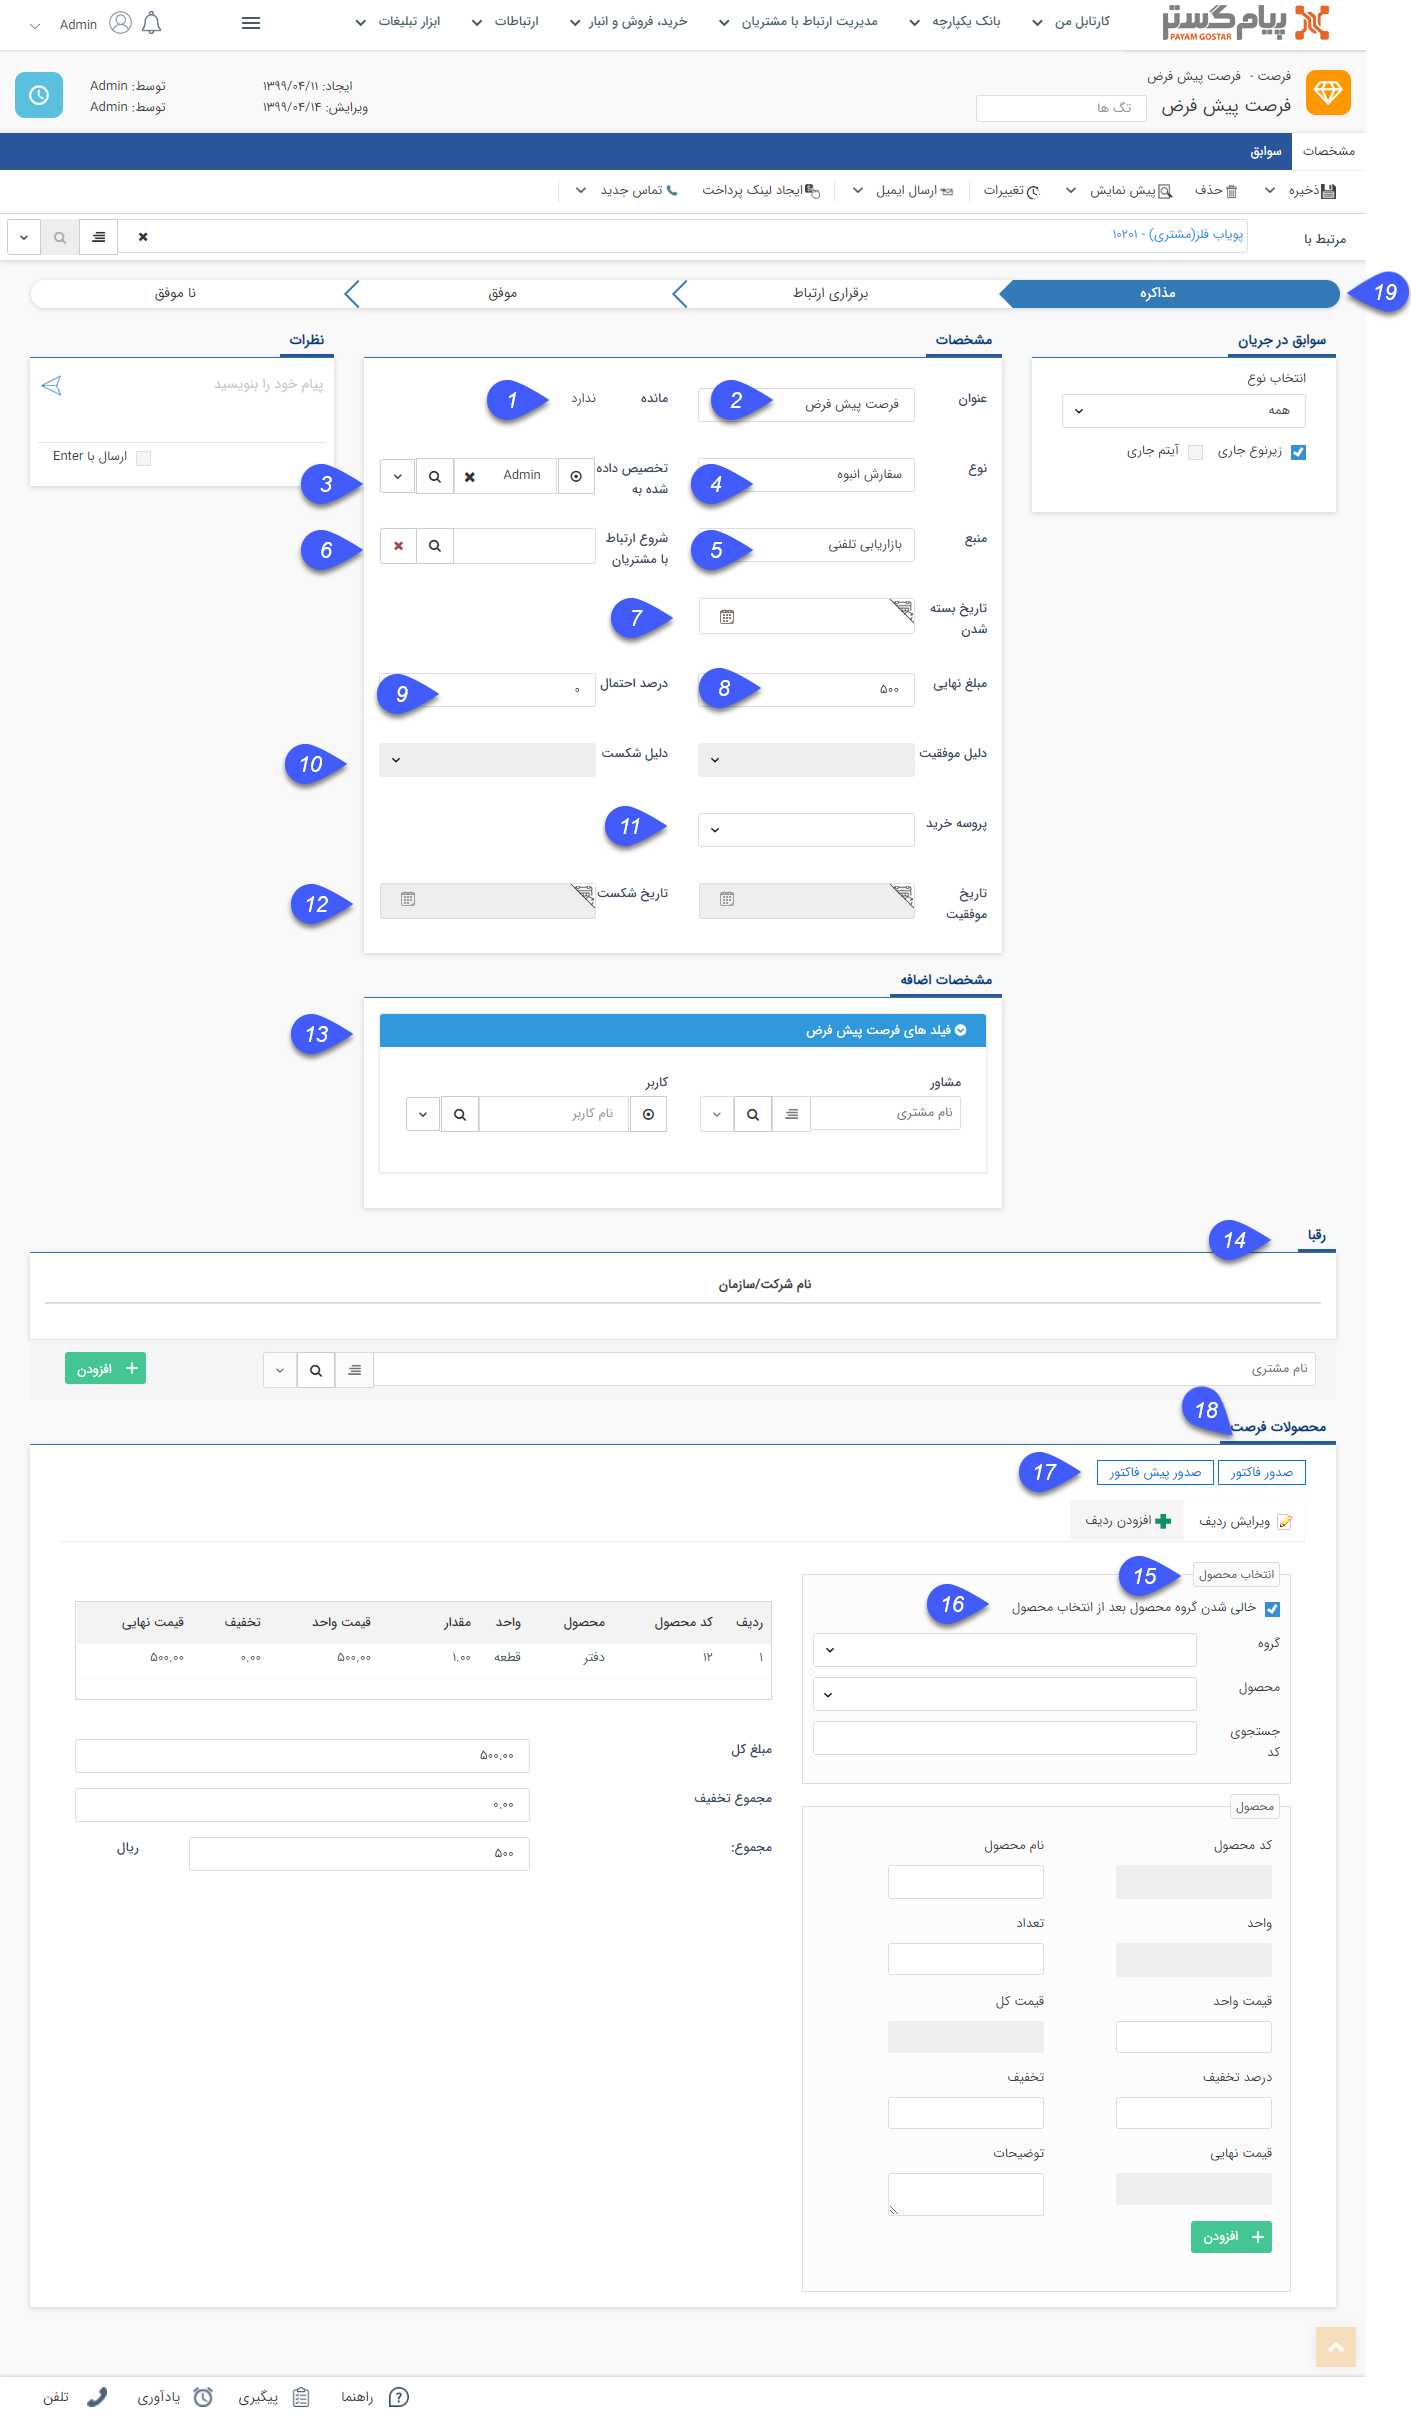 پیام گستر
PAYAM GOSTAR
کارتابل من
بانک یکپارچه
مدیریت ارتباط با مشتریان
خرید، فروش و انبار
ارتباطات
ابزار تبلیغات
Admin
فرصت - فرصت پیش فرض
فرصت پیش فرض
تگ ها
ایجاد: ۱۳۹۹/۰۴/۱۱
توسط: Admin
ویرایش: ۱۳۹۹/۰۴/۱۴
توسط: Admin
مشخصات
سوابق
ذخیره
حذف
پیش نمایش
تغییرات
ارسال ایمیل
ایجاد لینک پرداخت
تماس جدید
مرتبط با
پویاب فلز(مشتری) - ۱۰۲۰۱
مذاکره
برقراری ارتباط
موفق
نا موفق
19
سوابق در جریان
انتخاب نوع
همه
زیرنوع جاری
آیتم جاری
مشخصات
عنوان
فرصت پیش فرض
2
مانده
ندارد
1
نوع
سفارش انبوه
4
تخصیص داده شده به
Admin
3
منبع
بازاریابی تلفنی
5
شروع ارتباط با مشتریان
6
تاریخ بسته شدن
7
مبلغ نهایی
۵۰۰
8
درصد احتمال
۰
9
دلیل موفقیت
دلیل شکست
10
پروسه خرید
11
تاریخ موفقیت
تاریخ شکست
12
نظرات
پیام خود را بنویسید
ارسال با Enter
مشخصات اضافه
13
فیلد های فرصت پیش فرض
مشاور
نام مشتری
کاربر
نام کاربر
رقبا
14
نام شرکت/سازمان
نام مشتری
افزودن
محصولات فرصت
18
صدور فاکتور
صدور پیش فاکتور
17
ویرایش ردیف
افزودن ردیف
انتخاب محصول
15
خالی شدن گروه محصول بعد از انتخاب محصول
16
گروه
محصول
جستجوی کد
ردیف کد محصول محصول واحد مقدار قیمت واحد تخفیف قیمت نهایی
۱ ۱۲ دفتر قطعه ۱.۰۰ ۵۰۰.۰۰ ۰.۰۰ ۵۰۰.۰۰
مبلغ کل
۵۰۰.۰۰
مجموع تخفیف
۰.۰۰
مجموع:
۵۰۰
ریال
محصول
کد محصول
نام محصول
واحد
تعداد
قیمت واحد
قیمت کل
درصد تخفیف
تخفیف
قیمت نهایی
توضیحات
افزودن
راهنما
پیگیری
یادآوری
تلفن